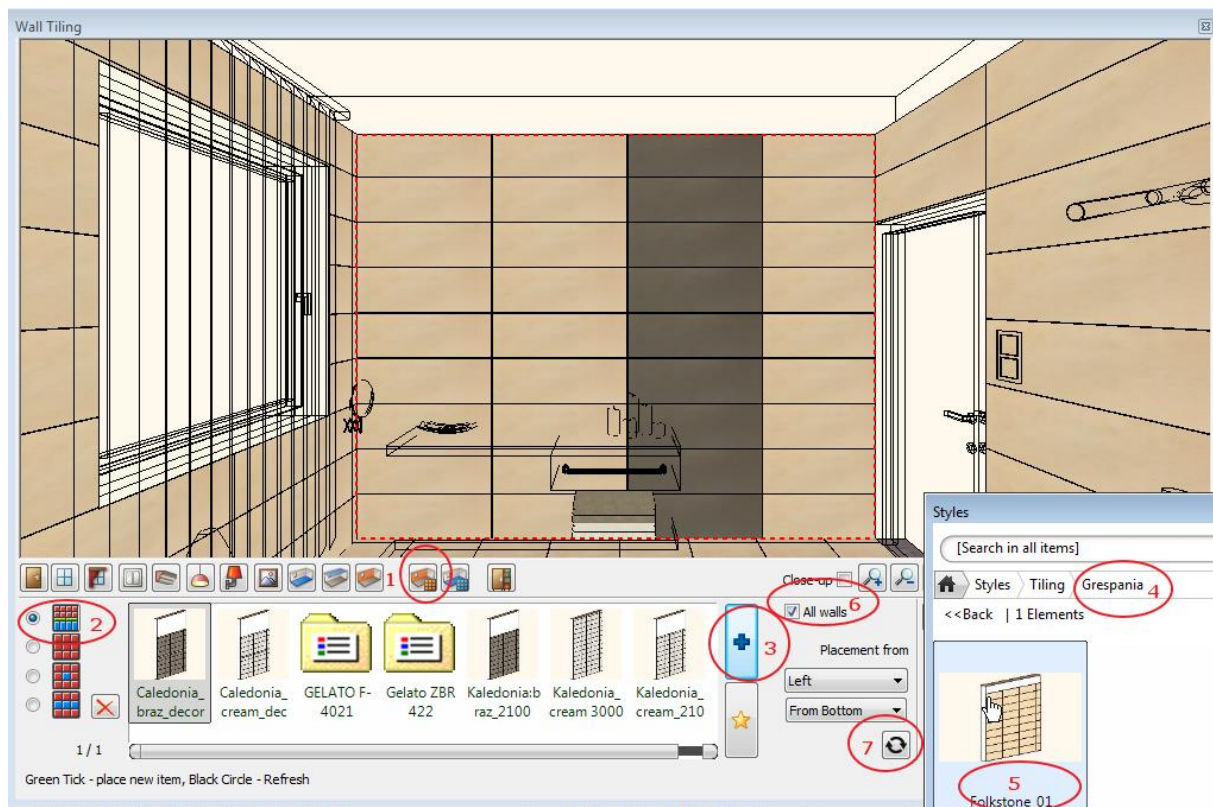 Wall Tiling
Styles
[Search in all items]
Styles Tiling Grespania 4
<<Back | 1 Elements
5
Folkstone 01
1
Close-up
2
All walls 6
3
Placement from
Left
From Bottom
7
Caledonia_
braz_decor
Caledonia_
cream_dec
GELATO F-
4021
Gelato ZBR
422
Kaledonia:b
raz_2100
Kaledonia_
cream 3000
Kaledonia_
cream_210
1 / 1
Green Tick - place new item, Black Circle - Refresh